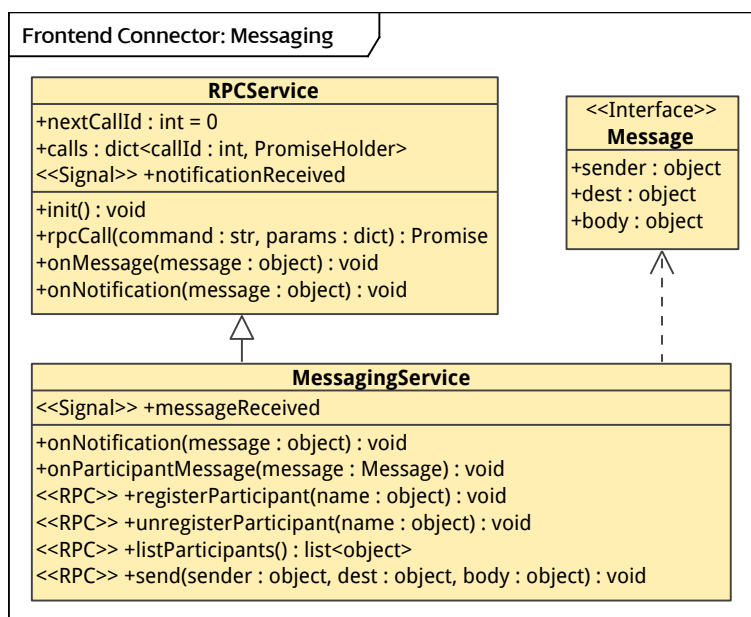 Frontend Connector: Messaging
RPCService
+nextCallId : int = 0
+calls : dict<callId : int, PromiseHolder>
<<Signal>> +notificationReceived
+init() : void
+rpcCall(command : str, params : dict) : Promise
+onMessage(message : object) : void
+onNotification(message : object) : void
<<Interface>>
Message
+sender : object
+dest : object
+body : object
MessagingService
<<Signal>> +messageReceived
+onNotification(message : object) : void
+onParticipantMessage(message : Message) : void
<<RPC>> +registerParticipant(name : object) : void
<<RPC>> +unregisterParticipant(name : object) : void
<<RPC>> +listParticipants() : list<object>
<<RPC>> +send(sender : object, dest : object, body : object) : void